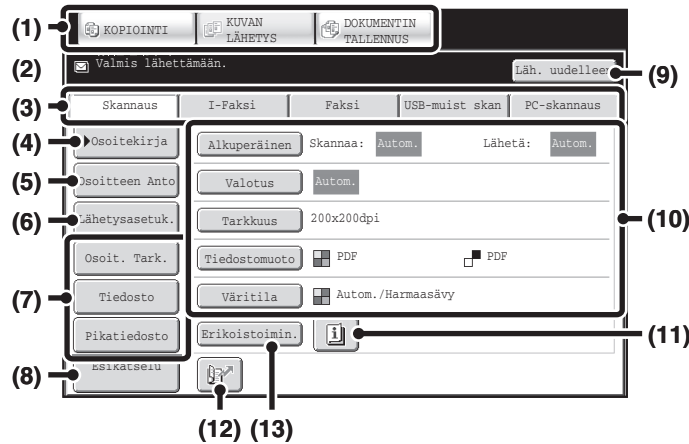 (1)
KOPIOINTI
KUVAN
LÄHETYS
DOKUMENTIN
TALLENNUS
(2)
Valmis lähettämään.
Läh. uudelleen
(9)
(3)
Skannaus
I-Faksi
Faksi
USB-muist skan
PC-skannaus
(4)
Osoitekirja
Alkuperäinen
Skannaa:
Autom.
Lähetä:
Autom.
(5)
Osoitteen Anto
Valotus
Autom.
(6)
Lähetysasetuk.
Tarkkuus
200x200dpi
(10)
Osoit. Tark.
Tiedostomuoto
PDF
PDF
(7)
Tiedosto
Väritila
Autom./Harmaasävy
Pikatiedosto
Erikoistoimin.
(11)
(8)
Esikatselu
(12)
(13)